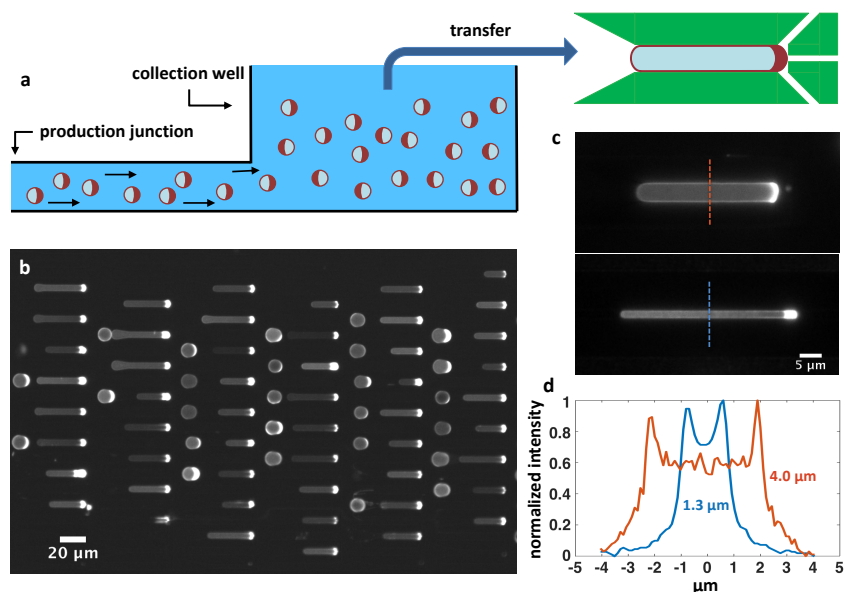 transfer
a
collection well
production junction
c
b
20 µm
5 µm
d
normalized intensity
1
0.8
0.6
0.4
0.2
0
4.0 µm
1.3 µm
-5 -4 -3 -2 -1 0 1 2 3 4 5
µm